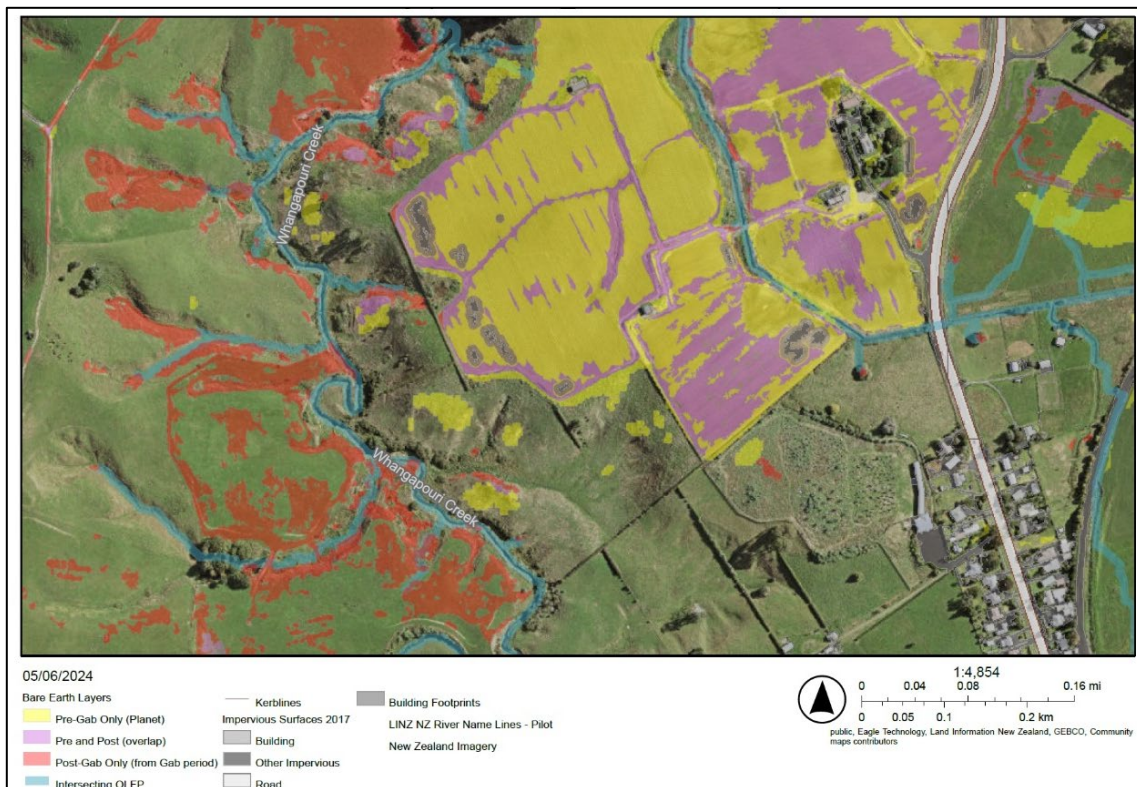 Whangapouri Creek
Whangapouri Creek
05/06/2024
Bare Earth Layers
Pre-Gab Only (Planet)
Pre and Post (overlap)
Post-Gab Only (from Gab period)
Intersecting OLFP
Kerblines
Impervious Surfaces 2017
Building
Other Impervious
Road
Building Footprints
LINZ NZ River Name Lines - Pilot
New Zealand Imagery
1:4,854
0 0.04 0.08 0.16 mi
0 0.05 0.1 0.2 km
public, Eagle Technology, Land Information New Zealand, GEBCO, Community
maps contributors